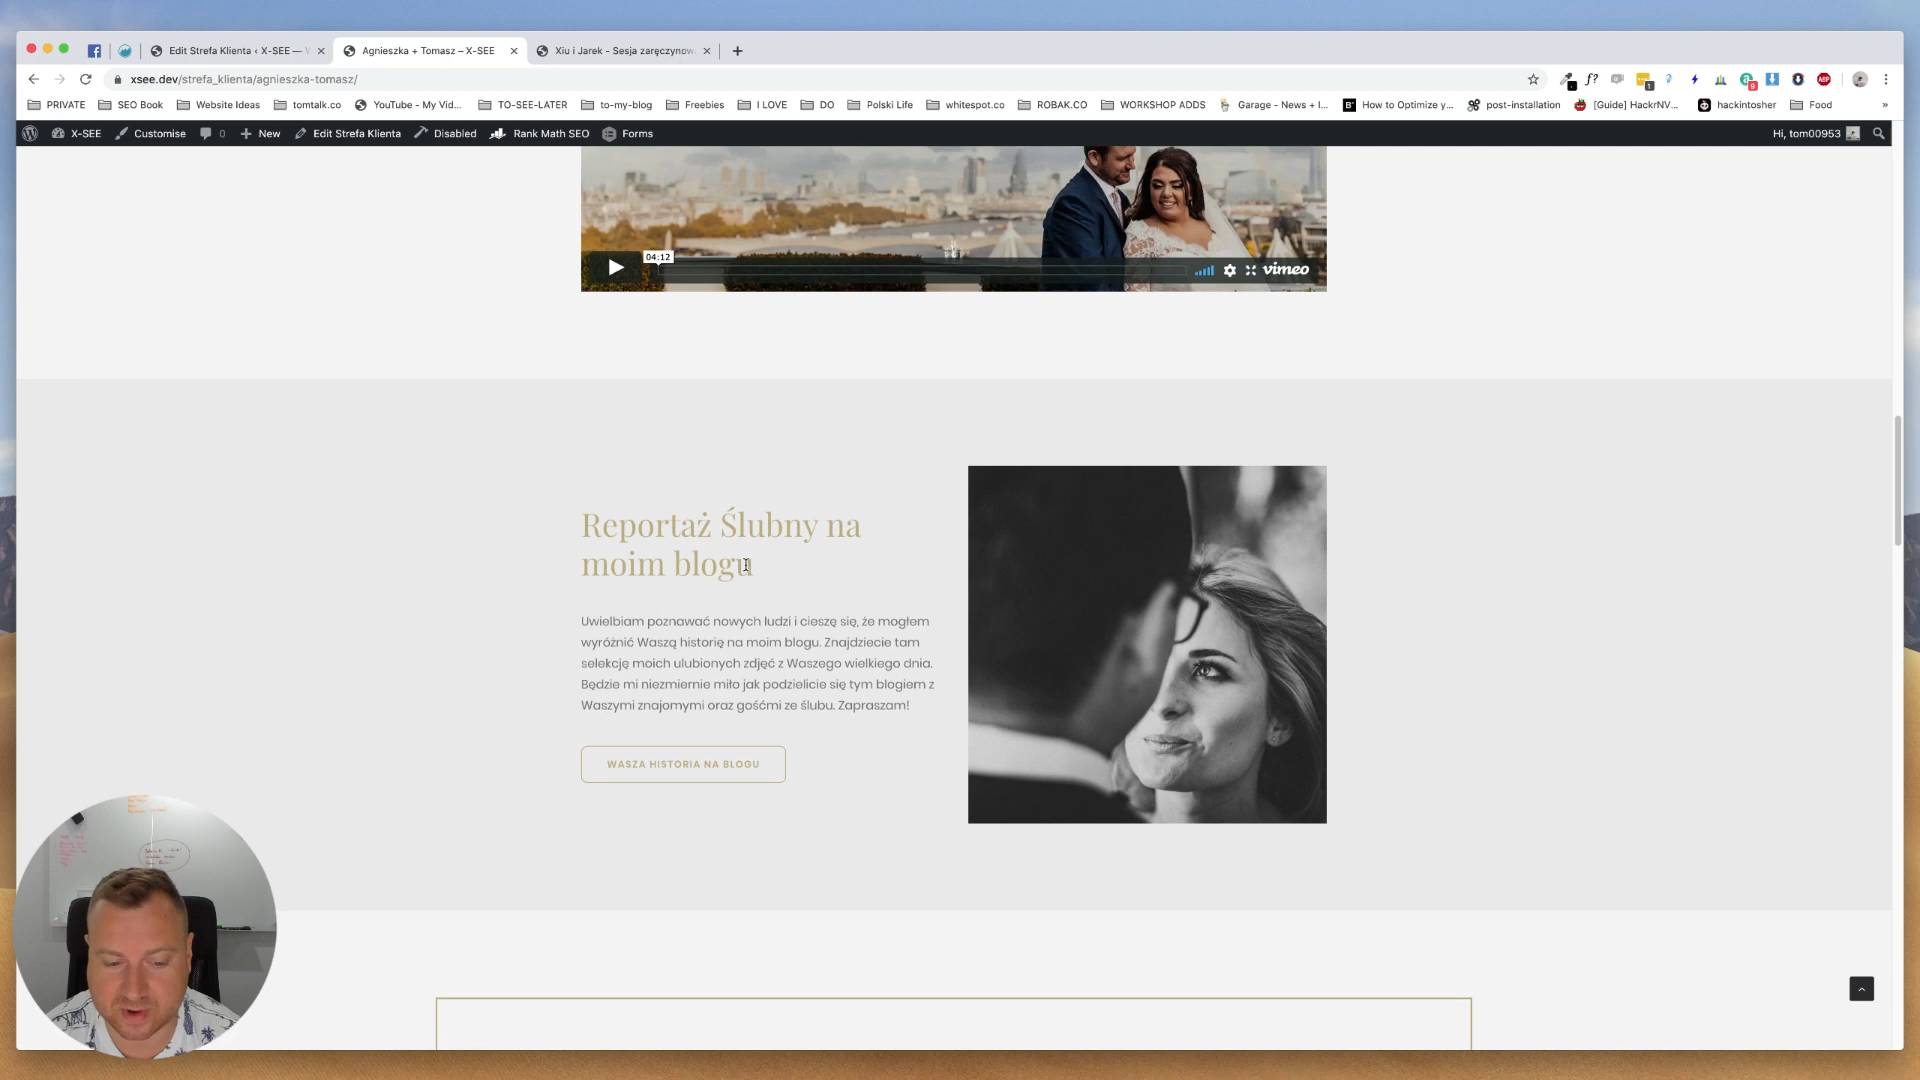 Edit Strefa Klienta ‹ X-SEE —
Agnieszka + Tomasz – X-SEE
Xiu i Jarek - Sesja zaręczynow
xsee.dev/strefa_klienta/agnieszka-tomasz/
PRIVATE
SEO Book
Website Ideas
tomtalk.co
YouTube - My Vid...
TO-SEE-LATER
to-my-blog
Freebies
I LOVE
DO
Polski Life
whitespot.co
ROBAK.CO
WORKSHOP ADDS
Garage - News + I...
How to Optimize y...
post-installation
[Guide] HackrNV...
hackintosher
Food
X-SEE
Customise
0
New
Edit Strefa Klienta
Disabled
Rank Math SEO
Forms
Hi, tom00953
04:12
vimeo
Reportaż Ślubny na
moim blogu
Uwielbiam poznawać nowych ludzi i cieszę się, że mogłem
wyróżnić Waszą historię na moim blogu. Znajdziecie tam
selekcję moich ulubionych zdjęć z Waszego wielkiego dnia.
Będzie mi niezmiernie miło jak podzielicie się tym blogiem z
Waszymi znajomymi oraz gośćmi ze ślubu. Zapraszam!
WASZA HISTORIA NA BLOGU